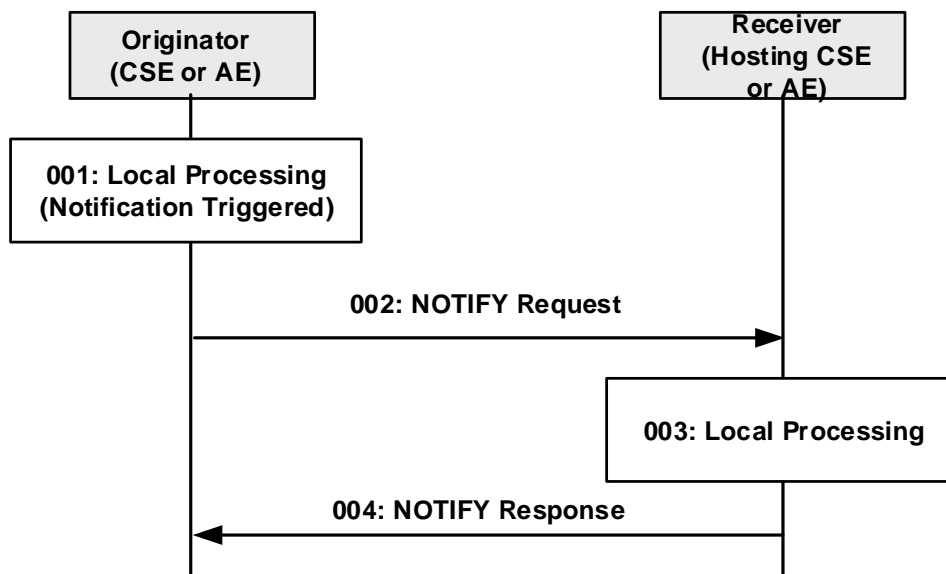 Originator
(CSE or AE)
Receiver
(Hosting CSE
or AE)
001: Local Processing
(Notification Triggered)
002: NOTIFY Request
003: Local Processing
004: NOTIFY Response